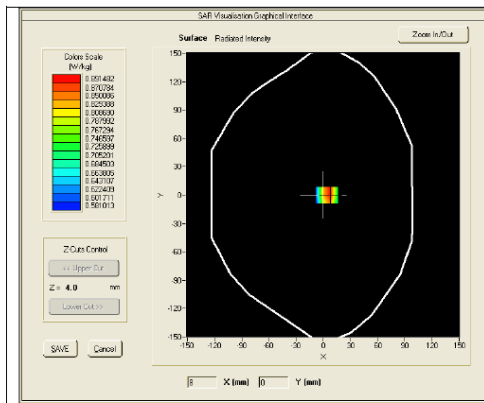 SAR Visualisation Graphical Interface
Surface Radiated Intensity
Zoom In/Out
Colors Scale
(W/kg)
0.891482
0.870784
0.850086
0.829388
0.808690
0.787992
0.767294
0.746597
0.725899
0.705201
0.684503
0.663805
0.643107
0.622409
0.601711
0.581013
Z Cuts Control
<< Upper Cut
Z = 4.0 mm
Lower Cut >>
SAVE Cancel
150
120
90
60
30
0
-30
-60
-90
-120
-150
Y
-150 -120 -90 -60 -30 0 30 60 90 120 150
X
8 X (mm) 0 Y (mm)